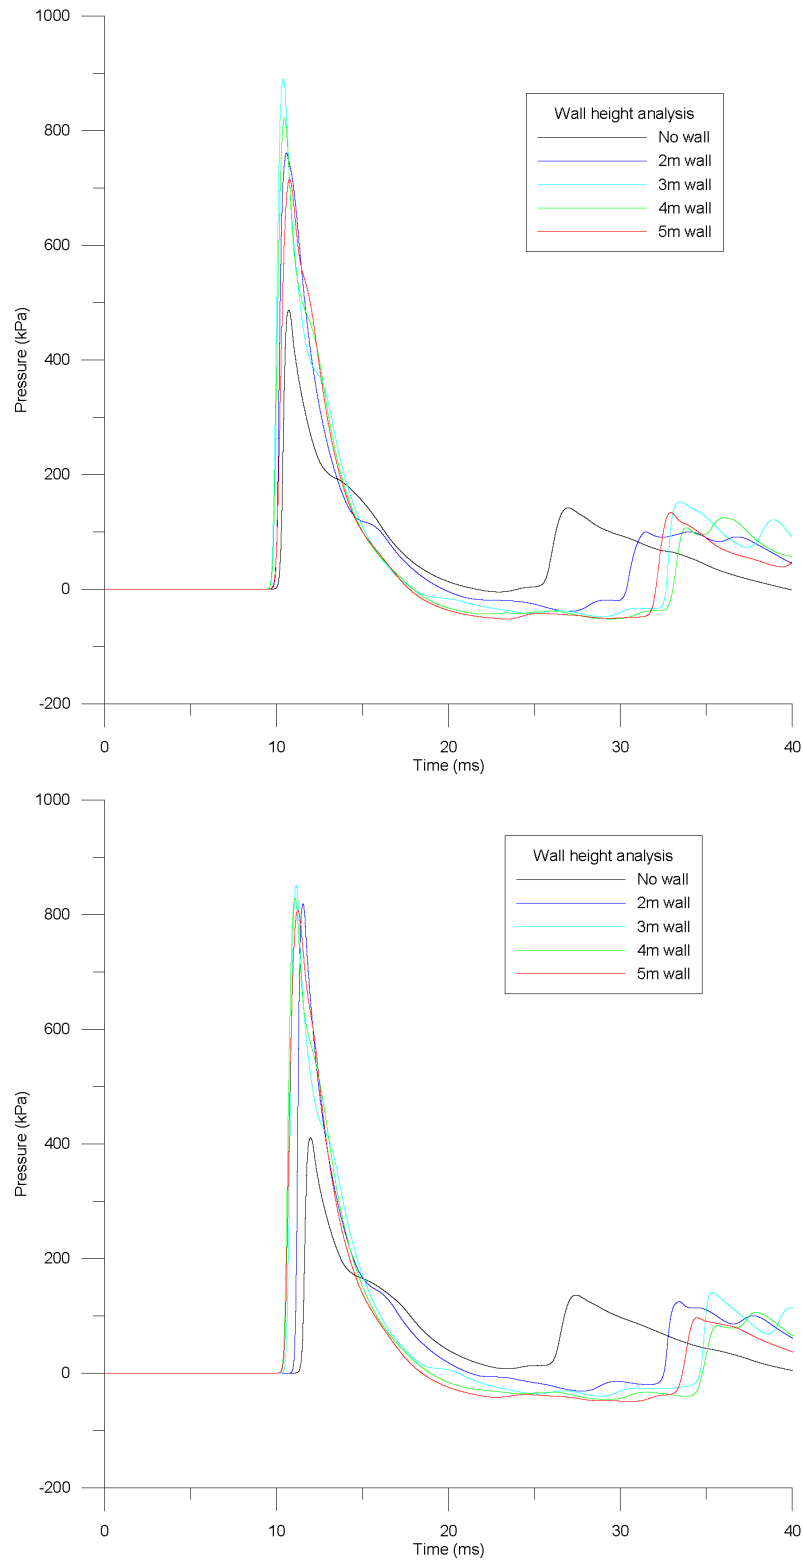 1000
800
600
400
200
0
-200
Pressure (kPa)
Wall height analysis
No wall
2m wall
3m wall
4m wall
5m wall
0 10 20 30 40
Time (ms)
1000
800
600
400
200
0
-200
Pressure (kPa)
Wall height analysis
No wall
2m wall
3m wall
4m wall
5m wall
0 10 20 30 40
Time (ms)